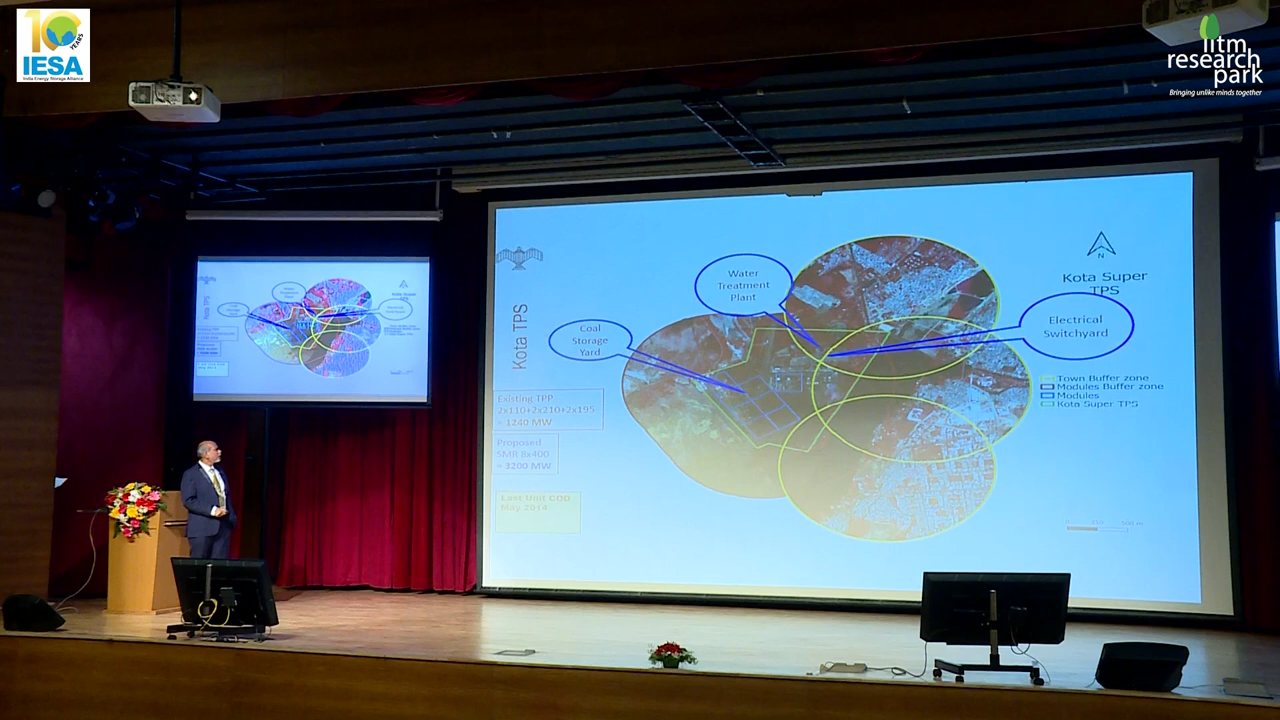 10
YEARS
IESA
India Energy Storage Alliance
iitm
research
park
Bringing unlike minds together
Kota TPS
Water
Treatment
Plant
Coal
Storage
Yard
N
Kota Super
TPS
Electrical
Switchyard
Town Buffer zone
Modules Buffer zone
Modules
Kota Super TPS
Existing TPP
2x110+2x210+2x195
= 1240 MW
Proposed
SMR 8x400
= 3200 MW
Last Unit COD
May 2014